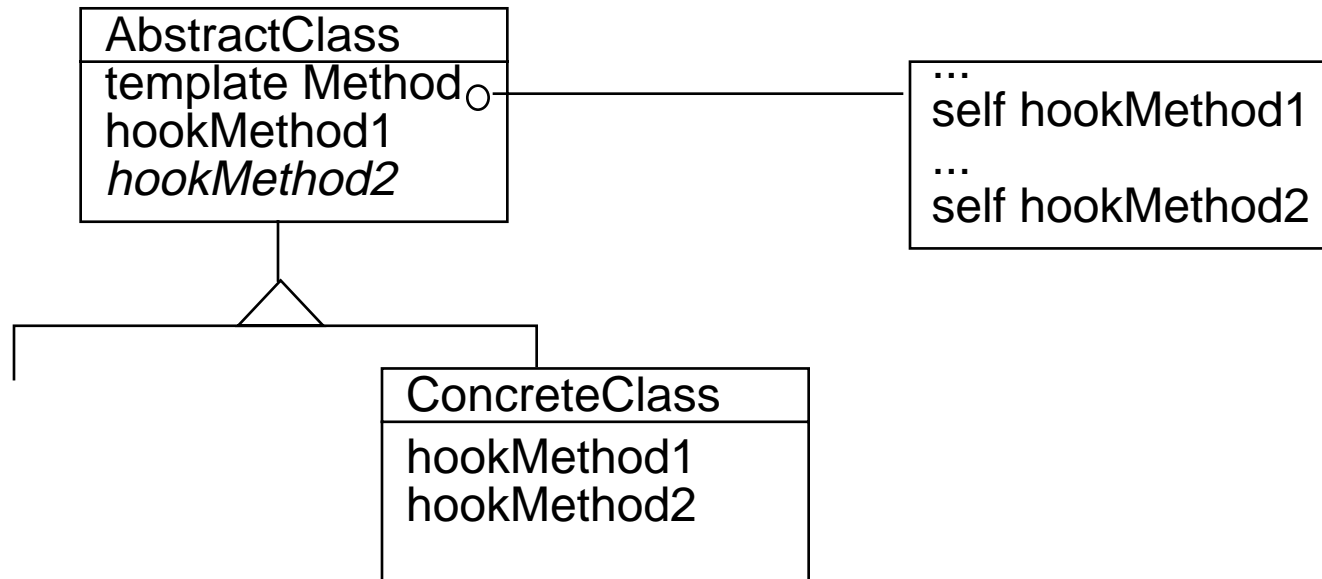 AbstractClass
template Method
hookMethod1
hookMethod2
...
self hookMethod1
...
self hookMethod2
ConcreteClass
hookMethod1
hookMethod2